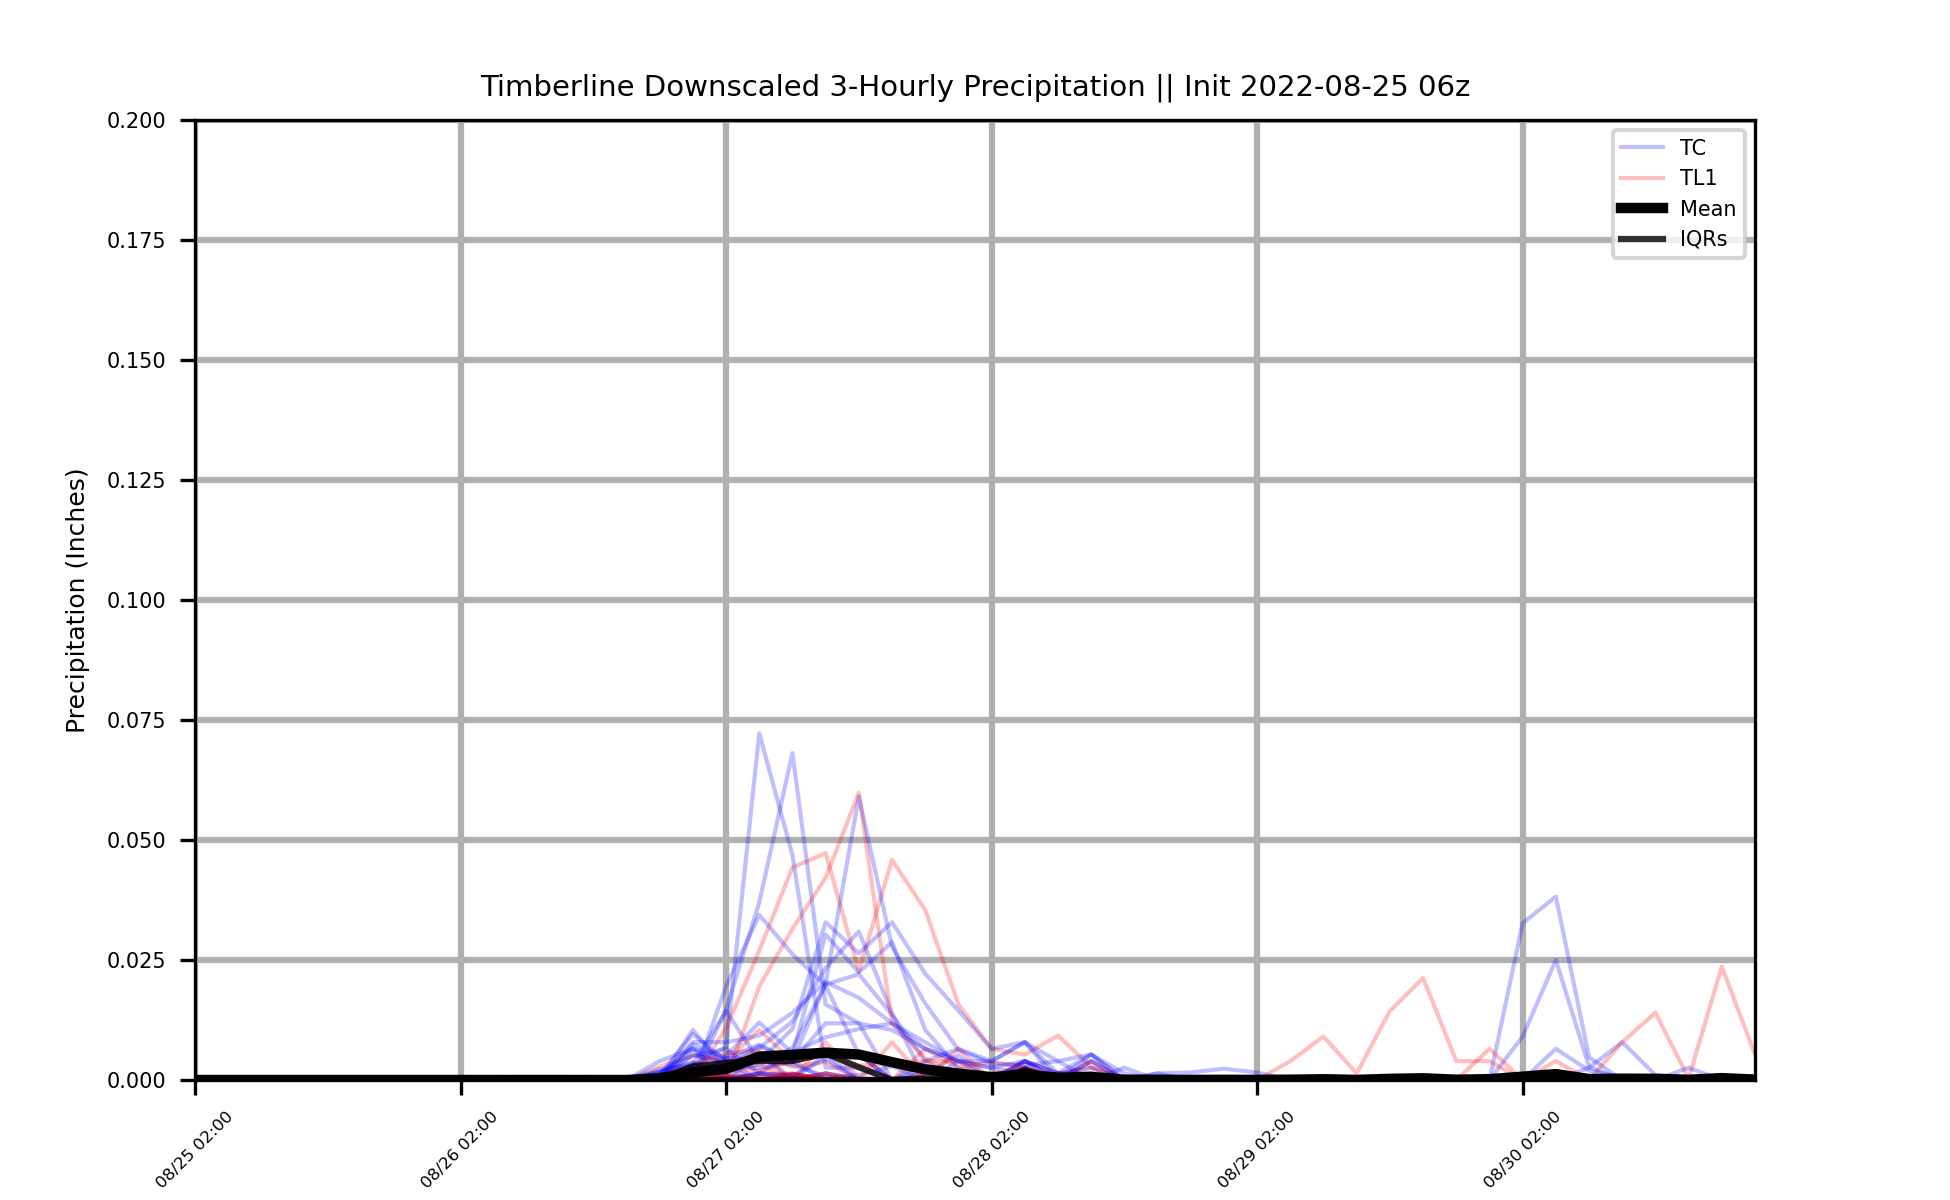 Timberline Downscaled 3-Hourly Precipitation || Init 2022-08-25 06z
0.200
0.175
0.150
0.125
0.100
0.075
0.050
0.025
0.000
Precipitation (Inches)
TC
TL1
Mean
IQRs
08/25 02:00
08/26 02:00
08/27 02:00
08/28 02:00
08/29 02:00
08/30 02:00